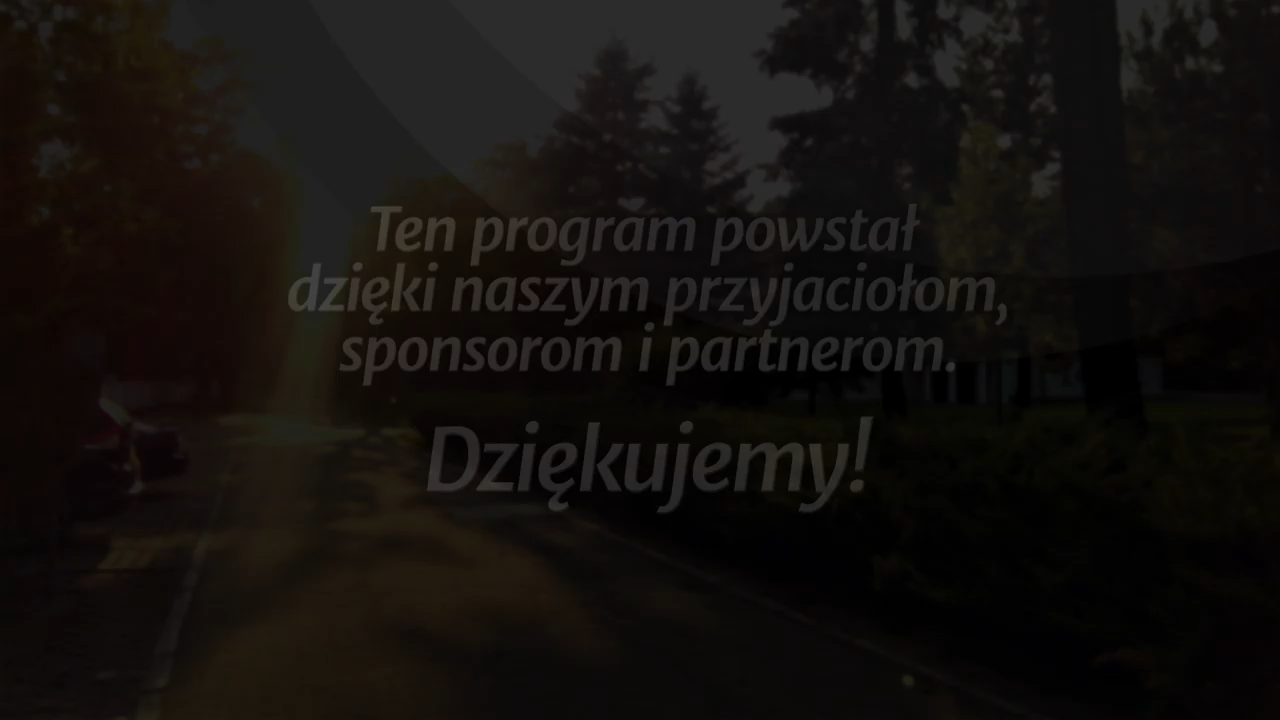 Ten program powstał
dzięki naszym przyjaciołom,
sponsorom i partnerom.
Dziękujemy!